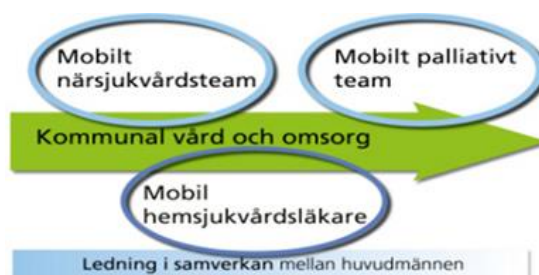 Mobilt
närsjukvårdsteam
Mobilt palliativt
team
Kommunal vård och omsorg
Mobil
hemsjukvårdsläkare
Ledning i samverkan mellan huvudmännen